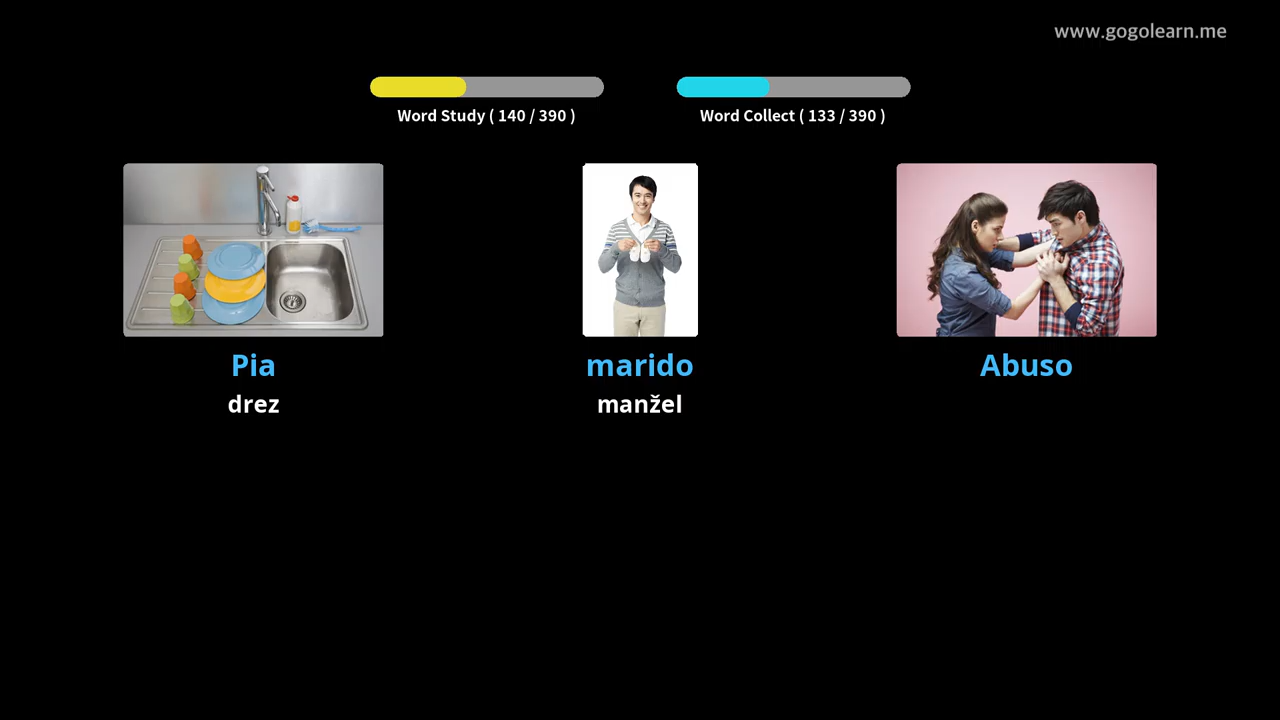 www.gogolearn.me
Word Study ( 140 / 390 )
Word Collect ( 133 / 390 )
Pia
marido
Abuso
drez
manžel